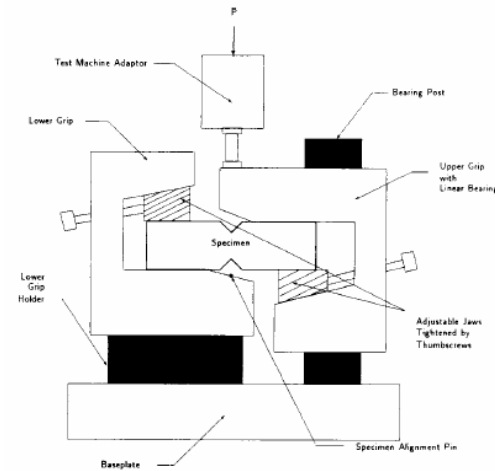 P
Test Machine Adaptor
Bearing Post
Lower Grip
Upper Grip
with
Linear Bearing
Specimen
Lower
Grip
Holder
Adjustable Jaws
Tightened by
Thumbscrews
Specimen Alignment Pin
Baseplate